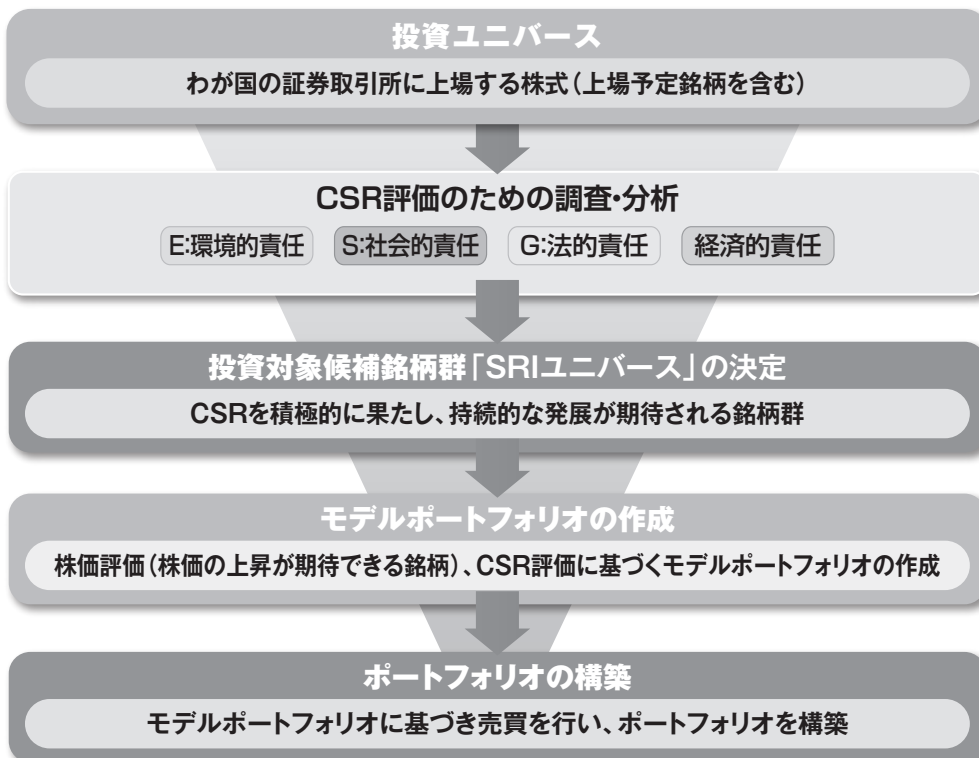 投資ユニバース
わが国の証券取引所に上場する株式（上場予定銘柄を含む）
CSR評価のための調査・分析
E:環境的責任 S:社会的責任 G:法的責任 経済的責任
投資対象候補銘柄群「SRIユニバース」の決定
CSRを積極的に果たし、持続的な発展が期待される銘柄群
モデルポートフォリオの作成
株価評価（株価の上昇が期待できる銘柄）、CSR評価に基づくモデルポートフォリオの作成
ポートフォリオの構築
モデルポートフォリオに基づき売買を行い、ポートフォリオを構築